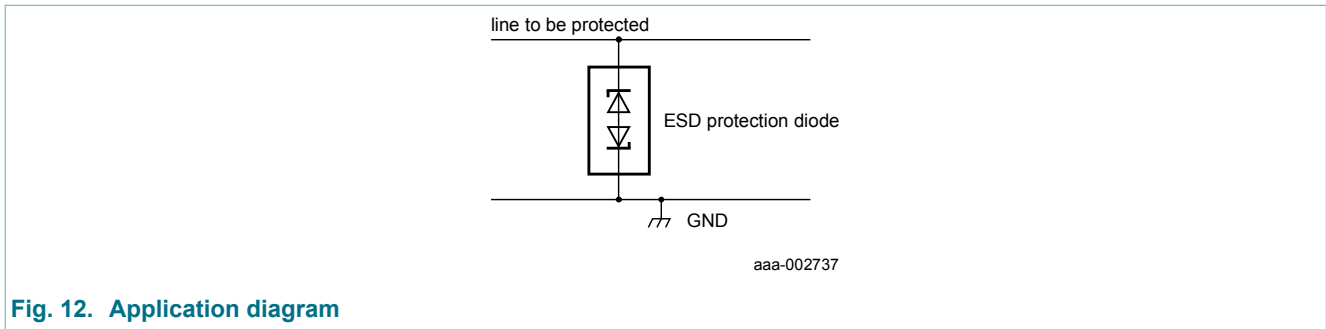 line to be protected
ESD protection diode
GND
aaa-002737
Fig. 12. Application diagram